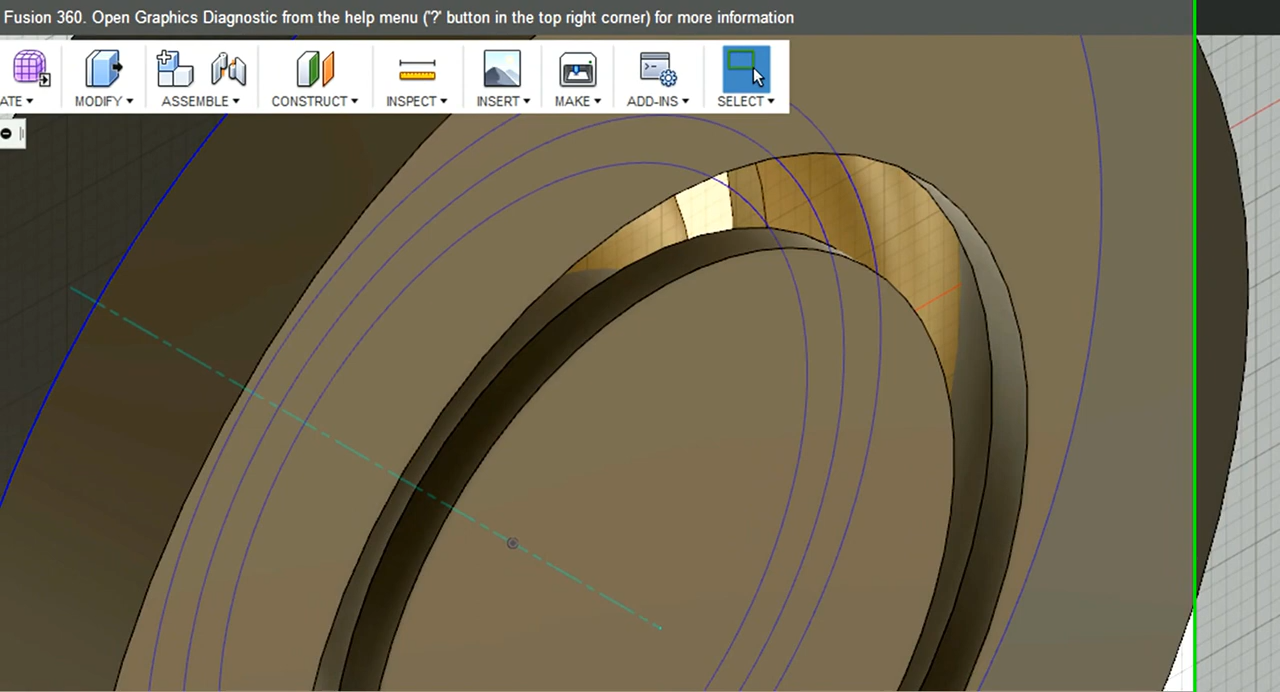 Fusion 360. Open Graphics Diagnostic from the help menu ('?' button in the top right corner) for more information
ATE▾ MODIFY▾ ASSEMBLE▾ CONSTRUCT▾ INSPECT▾ INSERT▾ MAKE▾ ADD-INS▾ SELECT▾